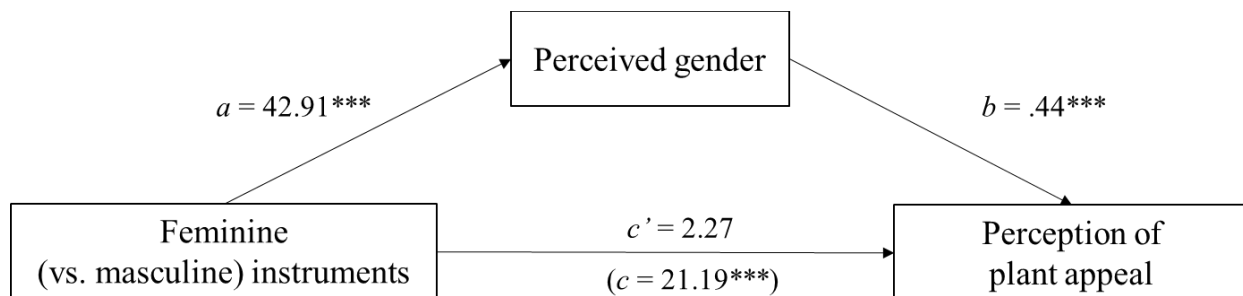 Perceived gender
a = 42.91***
b = .44***
Feminine
(vs. masculine) instruments
c’ = 2.27
(c = 21.19***)
Perception of
plant appeal